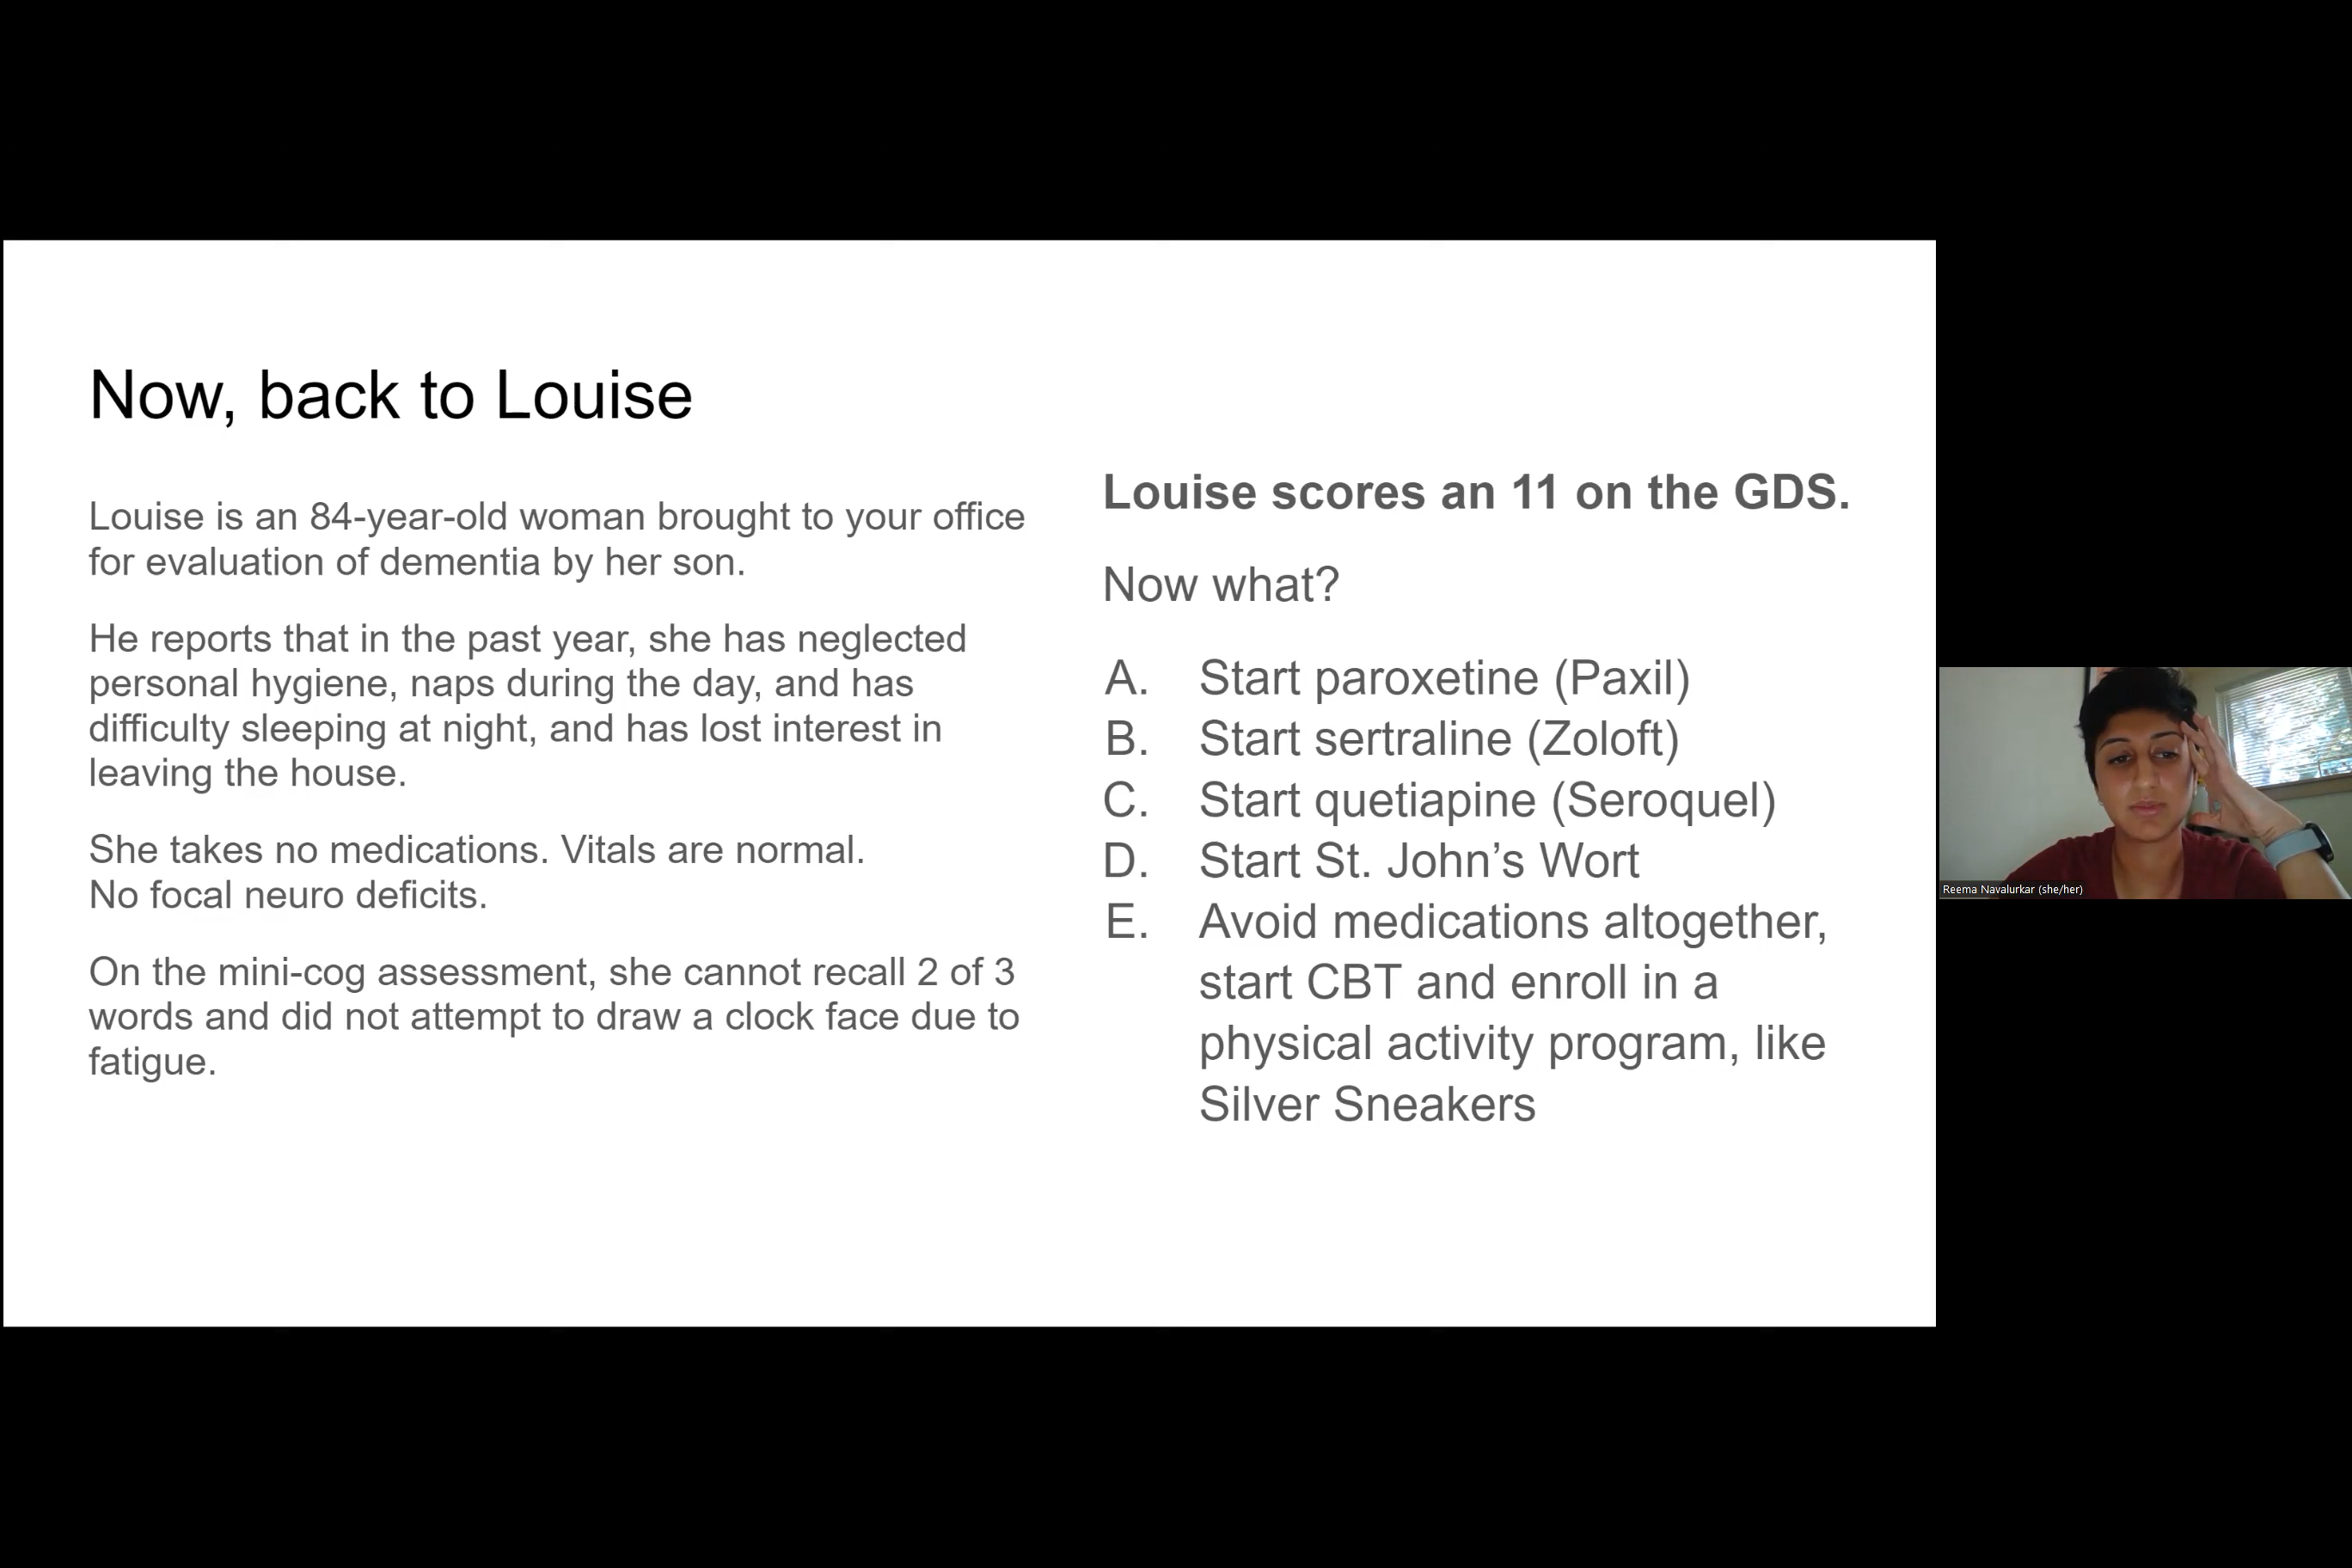 Now, back to Louise
Louise is an 84-year-old woman brought to your office
for evaluation of dementia by her son.
He reports that in the past year, she has neglected
personal hygiene, naps during the day, and has
difficulty sleeping at night, and has lost interest in
leaving the house.
She takes no medications. Vitals are normal.
No focal neuro deficits.
On the mini-cog assessment, she cannot recall 2 of 3
words and did not attempt to draw a clock face due to
fatigue.
Louise scores an 11 on the GDS.
Now what?
A. Start paroxetine (Paxil)
B. Start sertraline (Zoloft)
C. Start quetiapine (Seroquel)
D. Start St. John’s Wort
E. Avoid medications altogether,
start CBT and enroll in a
physical activity program, like
Silver Sneakers
Reema Navalurkar (she/her)